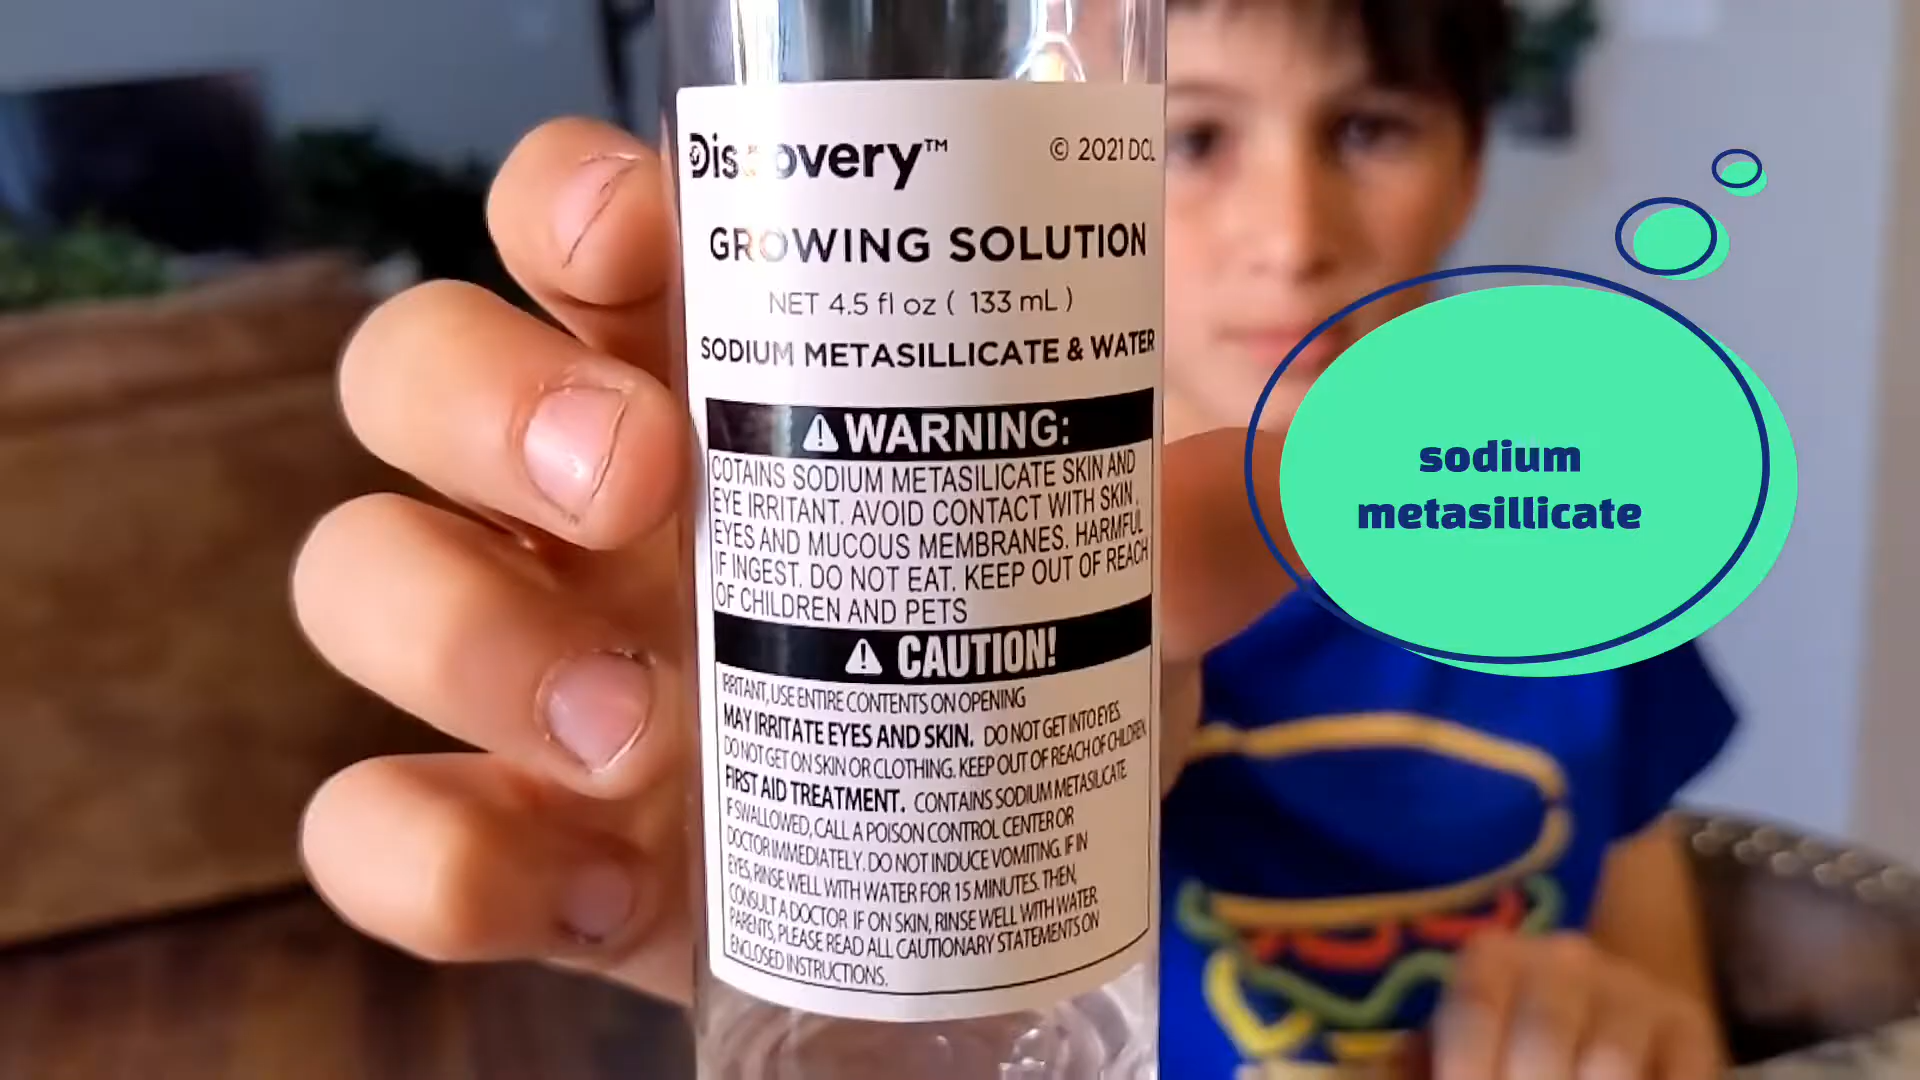 Discovery™ © 2021 DCL
GROWING SOLUTION
NET 4.5 fl oz ( 133 mL )
SODIUM METASILLICATE & WATER
⚠ WARNING:
COTAINS SODIUM METASILICATE SKIN AND
EYE IRRITANT. AVOID CONTACT WITH SKIN,
EYES AND MUCOUS MEMBRANES. HARMFUL
IF INGEST. DO NOT EAT. KEEP OUT OF REACH
OF CHILDREN AND PETS
⚠ CAUTION!
IRRITANT, USE ENTIRE CONTENTS ON OPENING
MAY IRRITATE EYES AND SKIN. DO NOT GET INTO EYES.
DO NOT GET ON SKIN OR CLOTHING. KEEP OUT OF REACH OF CHILDREN.
FIRST AID TREATMENT. CONTAINS SODIUM METASILICATE.
IF SWALLOWED, CALL A POISON CONTROL CENTER OR
DOCTOR IMMEDIATELY. DO NOT INDUCE VOMITING. IF IN
EYES, RINSE WELL WITH WATER FOR 15 MINUTES. THEN,
CONSULT A DOCTOR. IF ON SKIN, RINSE WELL WITH WATER
PARENTS, PLEASE READ ALL CAUTIONARY STATEMENTS ON
ENCLOSED INSTRUCTIONS.
sodium
metasillicate